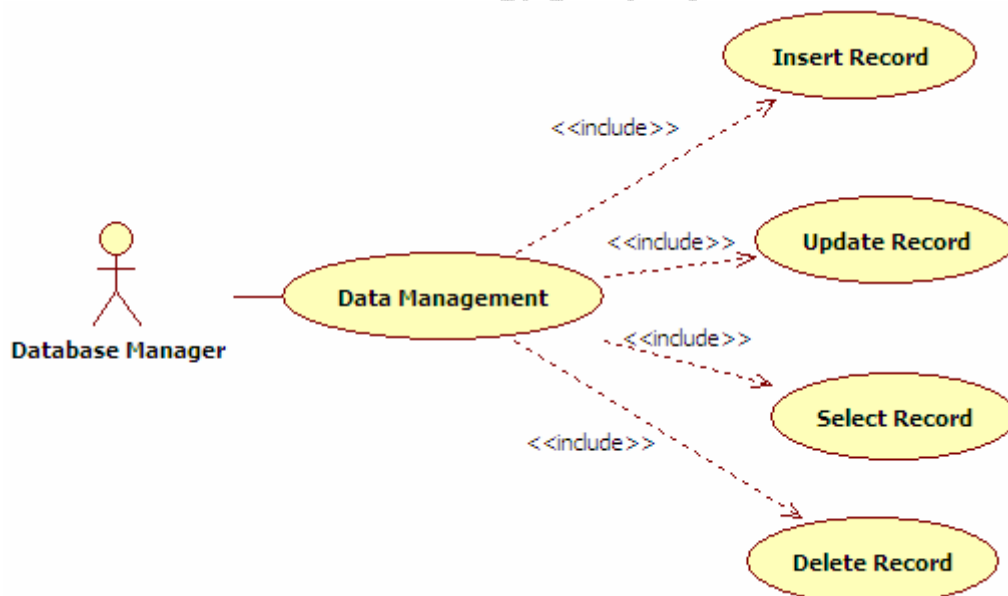 Insert Record
<<include>>
<<include>>
Update Record
Data Management
<<include>>
Database Manager
Select Record
<<include>>
Delete Record